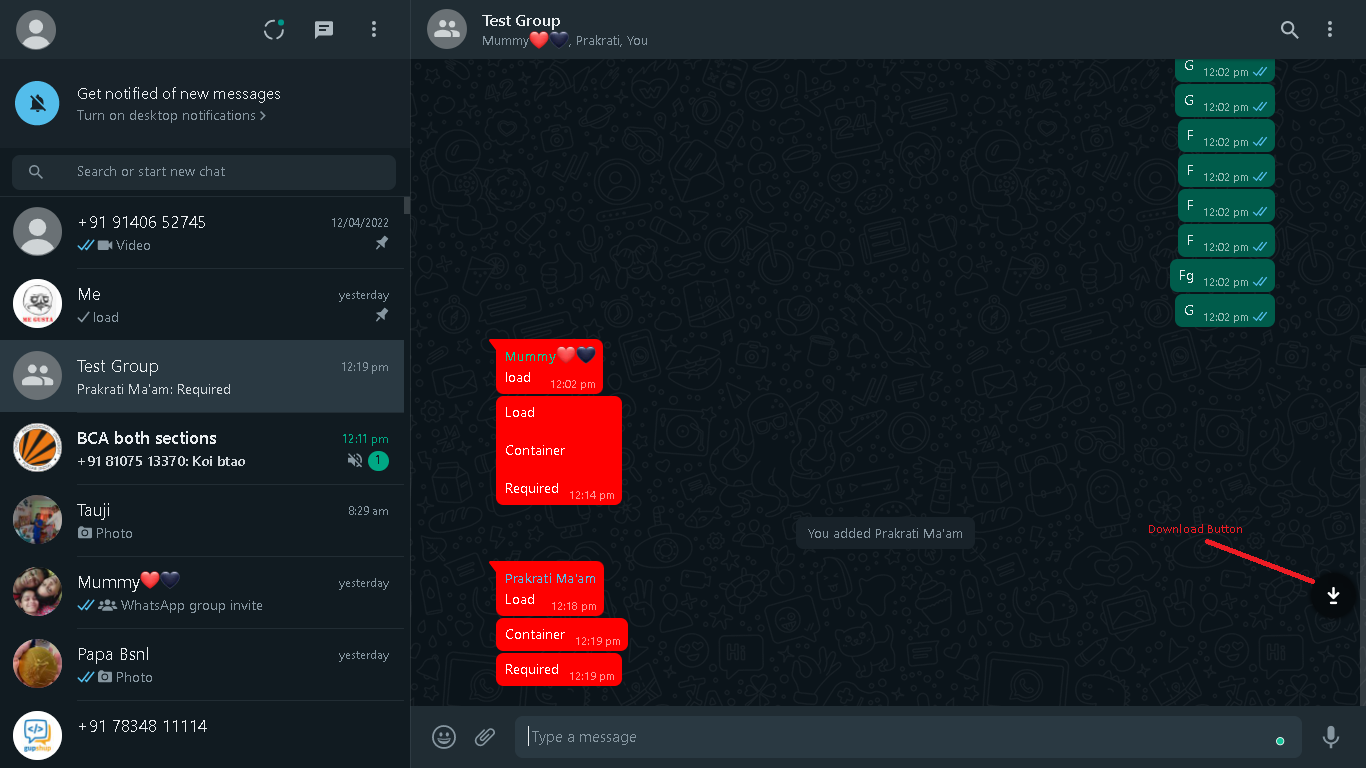 Get notified of new messages
Turn on desktop notifications >
Search or start new chat
+91 91406 52745
12/04/2022
Video
Me
yesterday
load
ME GUSTA
Test Group
12:19 pm
Prakrati Ma'am: Required
BCA both sections
12:11 pm
+91 81075 13370: Koi btao
1
Tauji
8:29 am
Photo
Mummy❤️🖤
yesterday
WhatsApp group invite
Papa Bsnl
yesterday
Photo
+91 78348 11114
gupshup
Test Group
Mummy❤️🖤, Prakrati, You
G 12:02 pm
G 12:02 pm
F 12:02 pm
F 12:02 pm
F 12:02 pm
F 12:02 pm
Fg 12:02 pm
G 12:02 pm
Mummy❤️🖤
load 12:02 pm
Load
Container
Required 12:14 pm
You added Prakrati Ma'am
Download Button
Prakrati Ma'am
Load 12:18 pm
Container 12:19 pm
Required 12:19 pm
Type a message